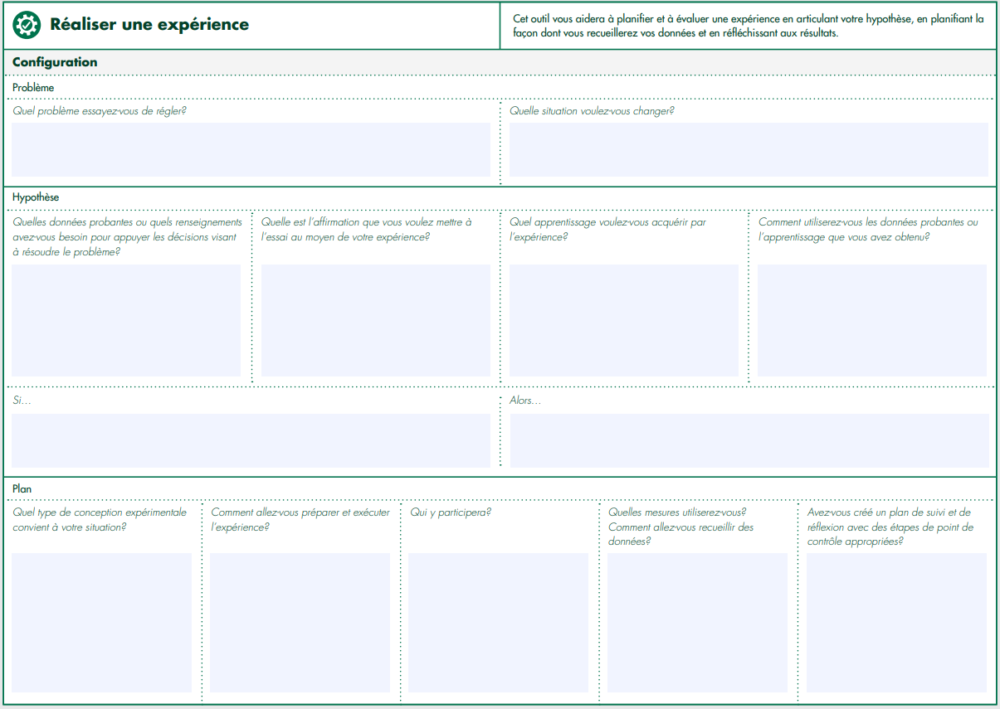 Réaliser une expérience
Cet outil vous aidera à planifier et à évaluer une expérience en articulant votre hypothèse, en planifiant la
façon dont vous recueillerez vos données et en réfléchissant aux résultats.
Configuration
Problème
Quel problème essayez-vous de régler?
Quelle situation voulez-vous changer?
Hypothèse
Quelles données probantes ou quels renseignements
avez-vous besoin pour appuyer les décisions visant
à résoudre le problème?
Quelle est l'affirmation que vous voulez mettre à
l'essai au moyen de votre expérience?
Quel apprentissage voulez-vous acquérir par
l'expérience?
Comment utiliserez-vous les données probantes ou
l'apprentissage que vous avez obtenu?
Si…
Alors…
Plan
Quel type de conception expérimentale
convient à votre situation?
Comment allez-vous préparer et exécuter
l'expérience?
Qui y participera?
Quelles mesures utiliserez-vous?
Comment allez-vous recueillir des
données?
Avez-vous créé un plan de suivi et de
réflexion avec des étapes de point de
contrôle appropriées?